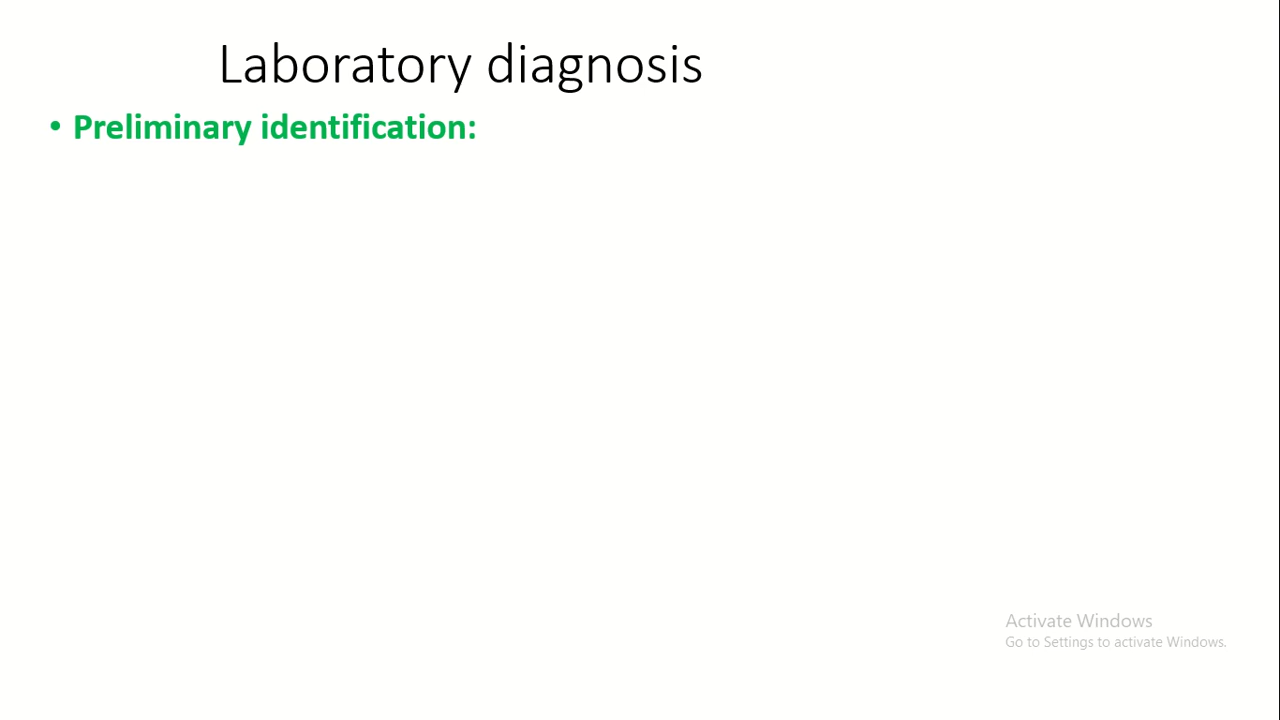 Laboratory diagnosis
• Preliminary identification:
Activate Windows
Go to Settings to activate Windows.